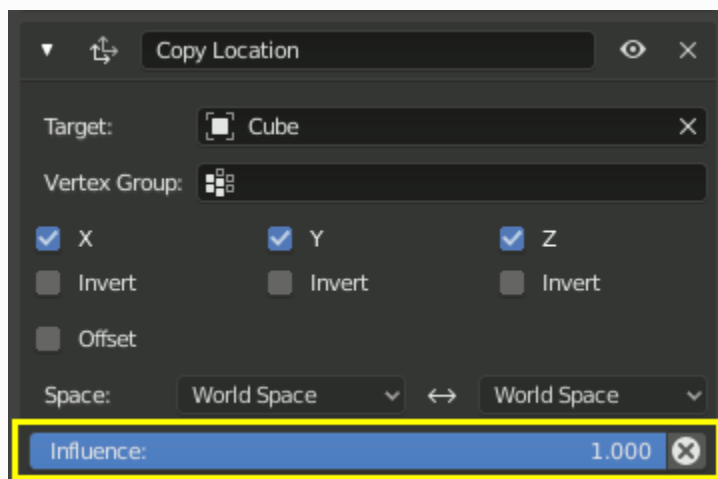 Copy Location
Target: Cube
Vertex Group:
X Y Z
Invert Invert Invert
Offset
Space: World Space World Space
Influence: 1.000